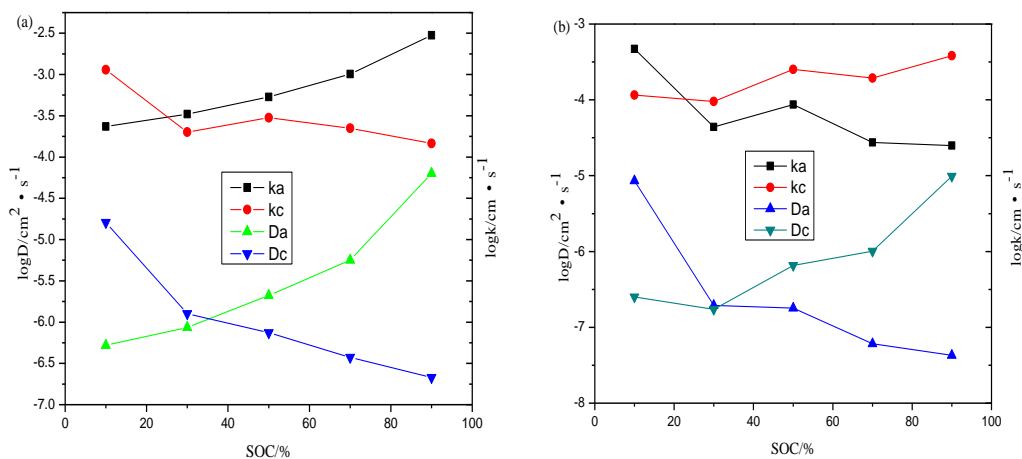 (a)
-2.5
-3.0
-3.5
-4.0
-4.5
-5.0
-5.5
-6.0
-6.5
-7.0
logD/cm² • s⁻¹
logk/cm • s⁻¹
ka
kc
Da
Dc
0 20 40 60 80 100
SOC/%
(b)
-3
-4
-5
-6
-7
-8
logD/cm² • s⁻¹
logk/cm • s⁻¹
ka
kc
Da
Dc
0 20 40 60 80 100
SOC/%